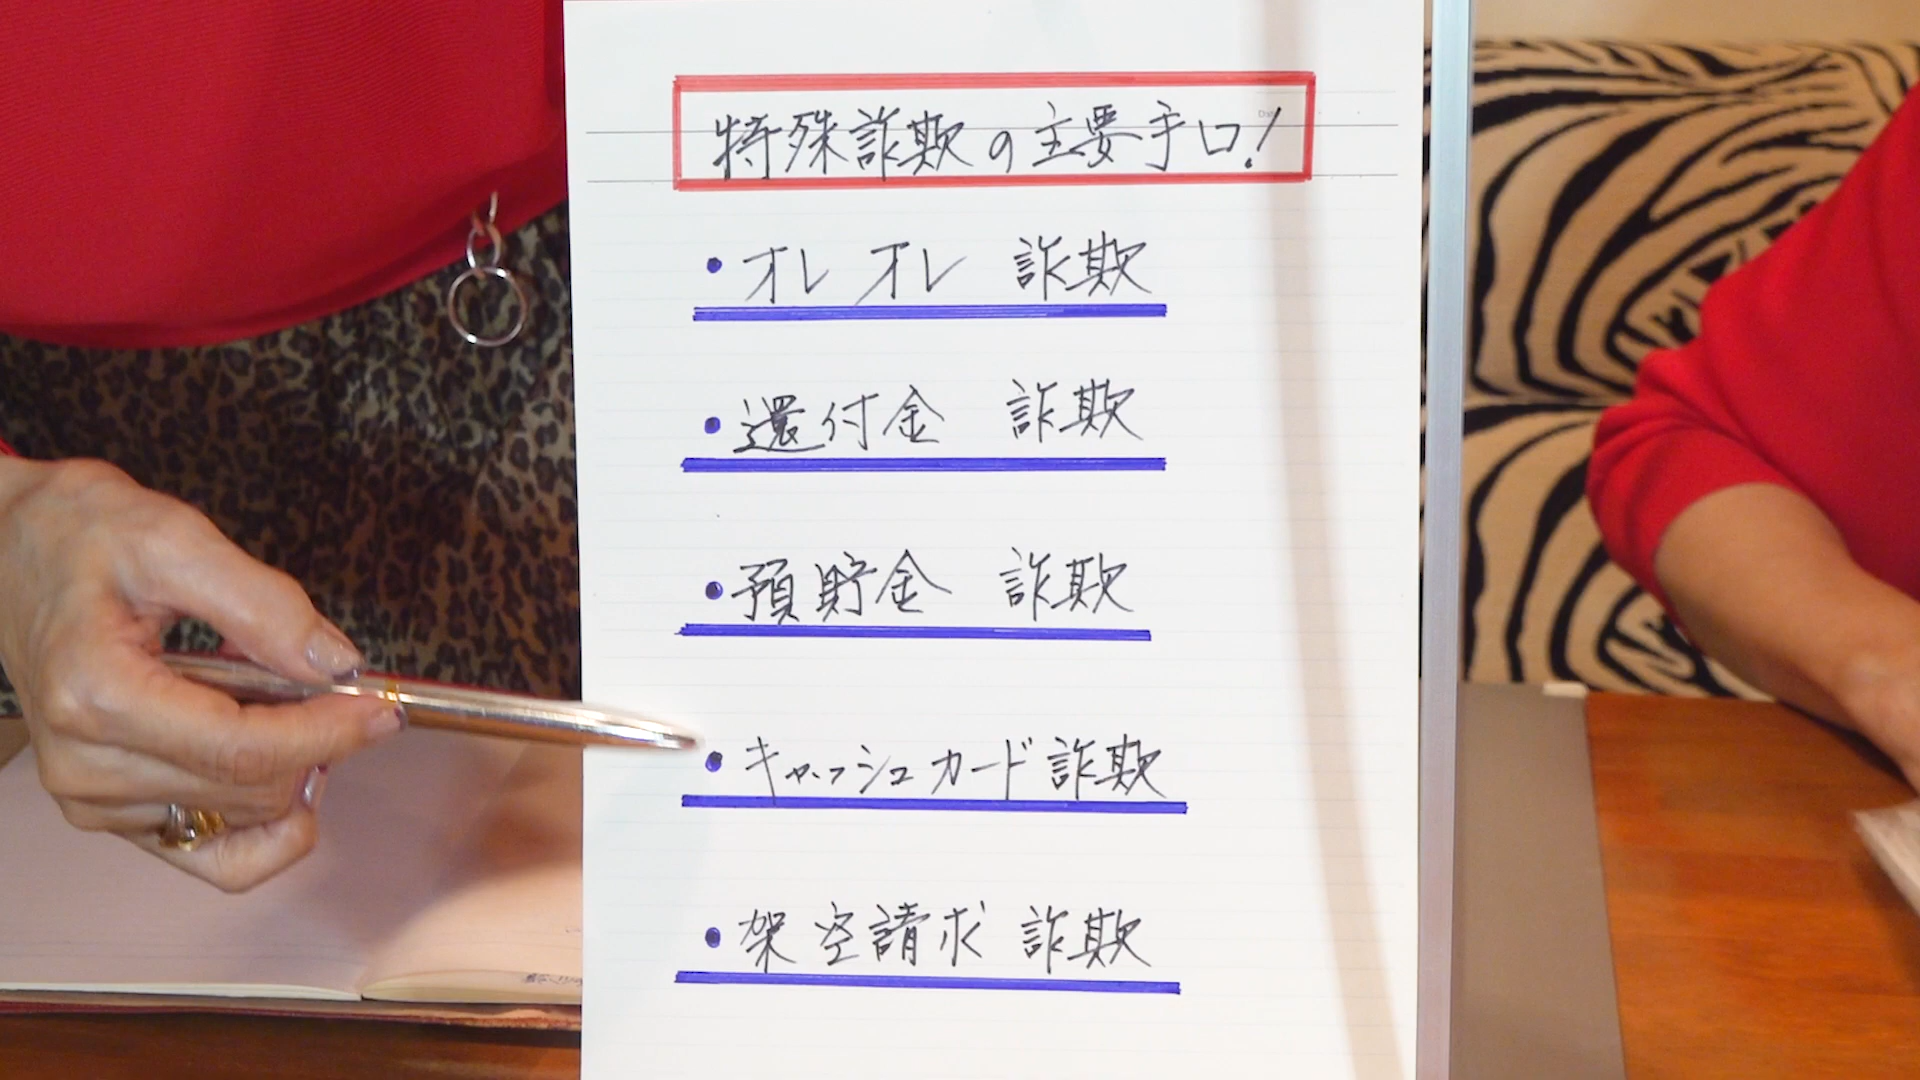 特殊詐欺の主要手口！
・オレオレ 詐欺
・還付金 詐欺
・預貯金 詐欺
・キャッシュカード詐欺
・架空請求 詐欺